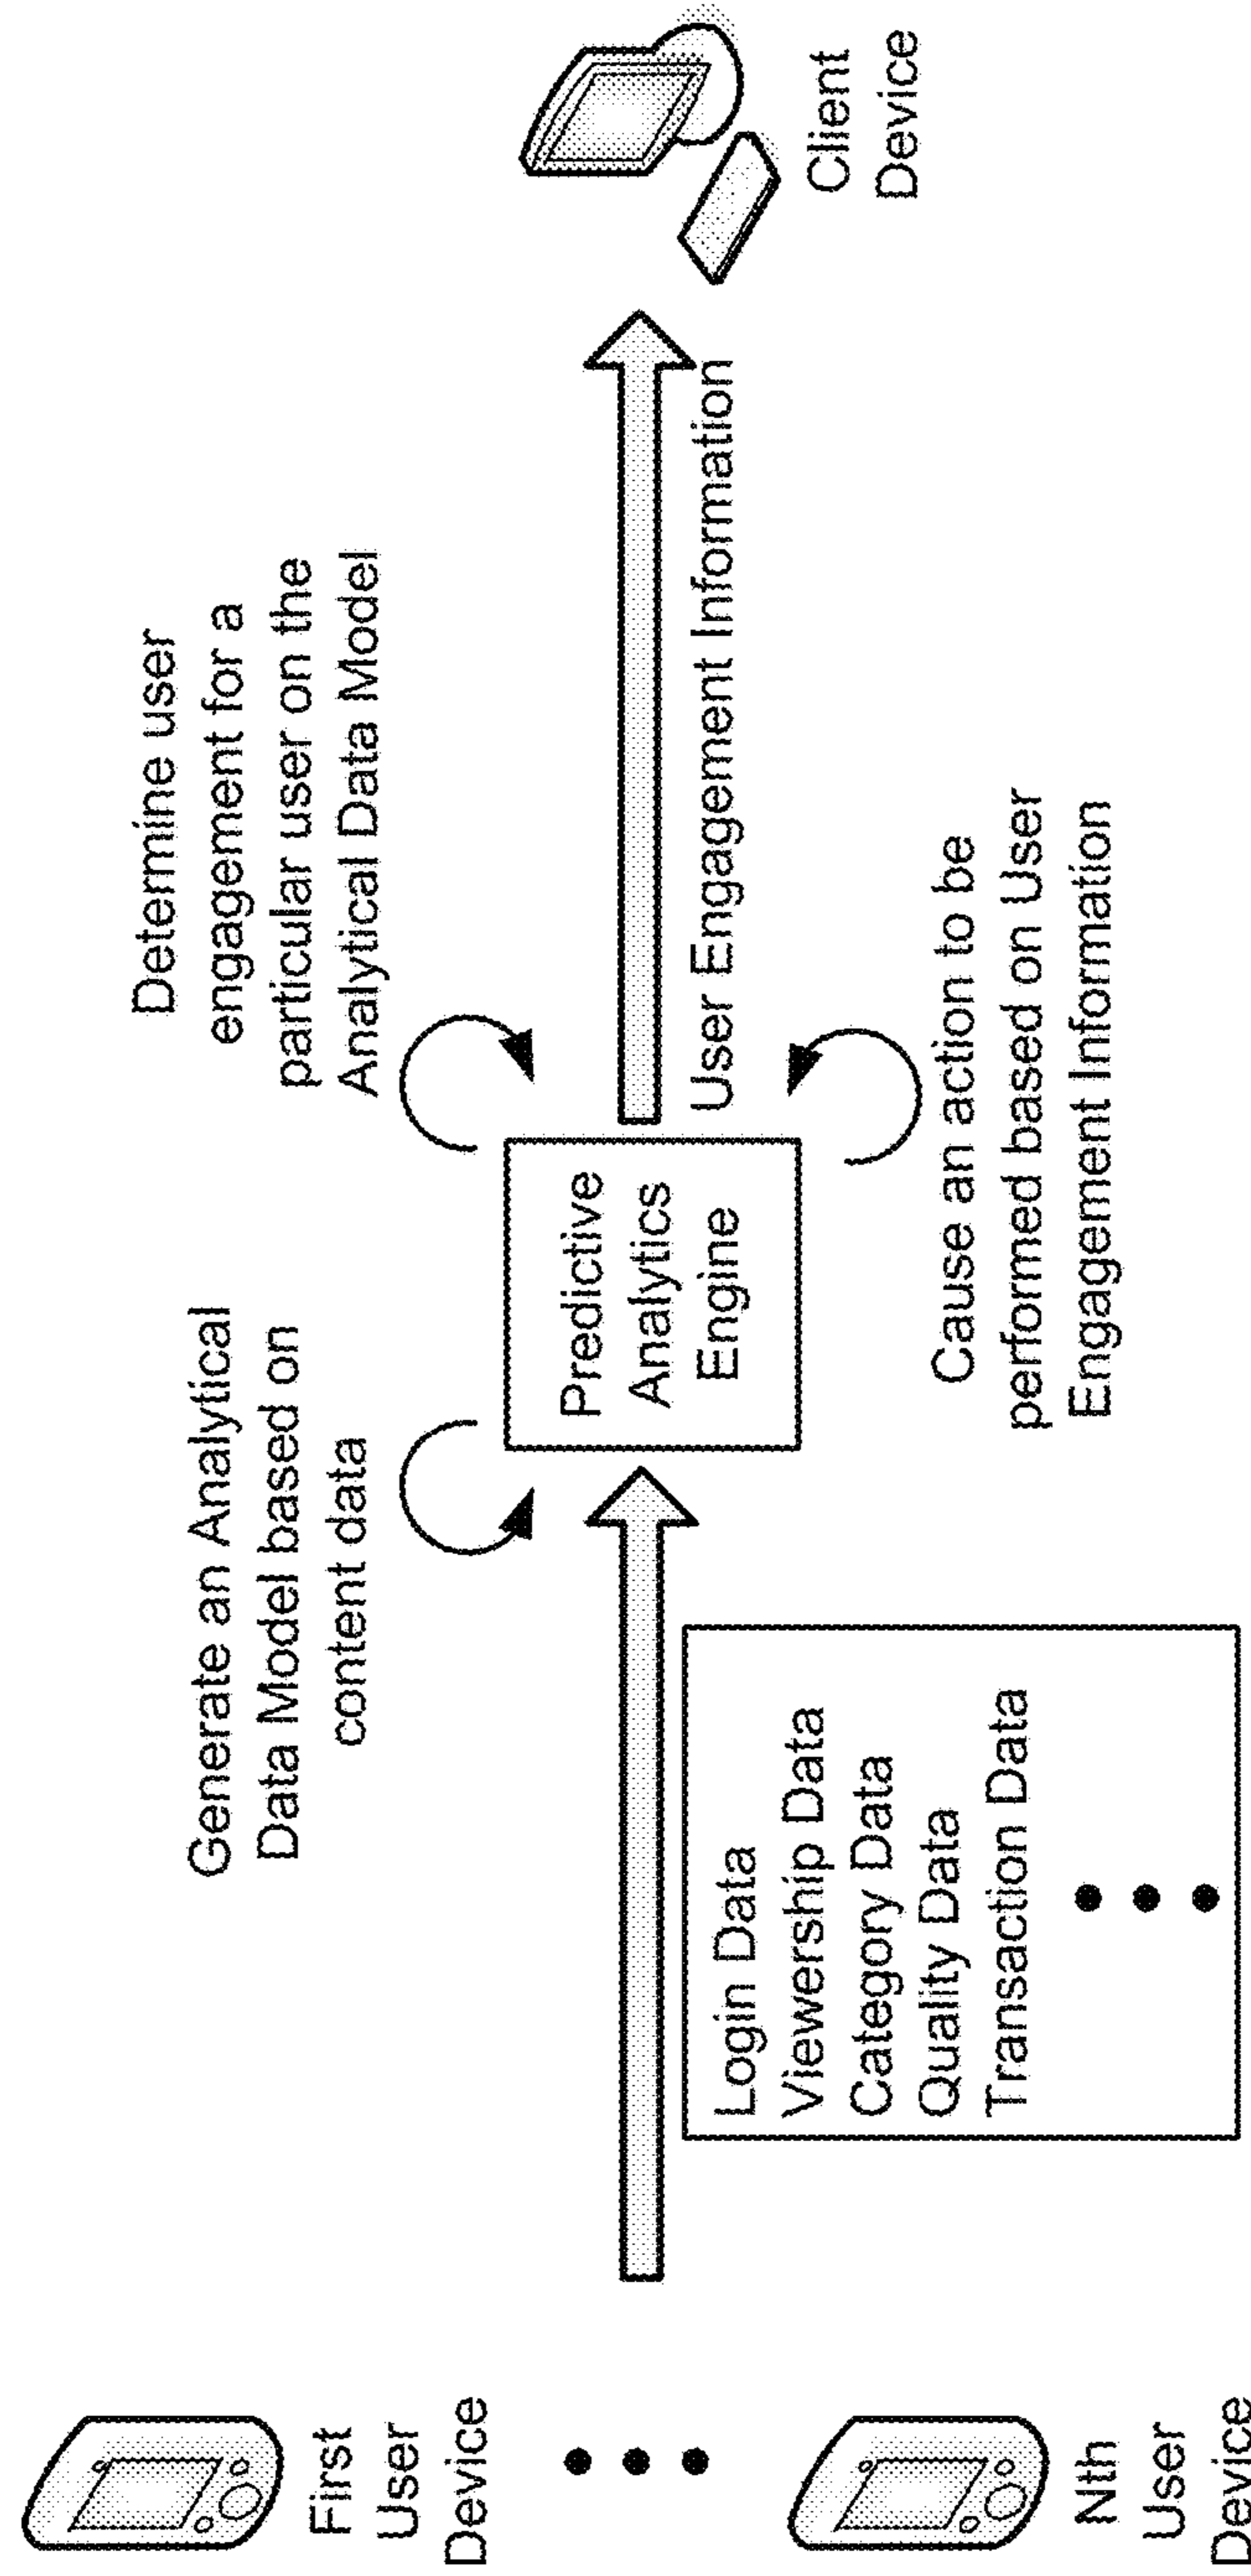 First
User
Device
Nth
User
Device
Generate an Analytical
Data Model based on
content data
Login Data
Viewership Data
Category Data
Quality Data
Transaction Data
Predictive
Analytics
Engine
Determine user
engagement for a
particular user on the
Analytical Data Model
User Engagement Information
Cause an action to be
performed based on User
Engagement Information
Client
Device